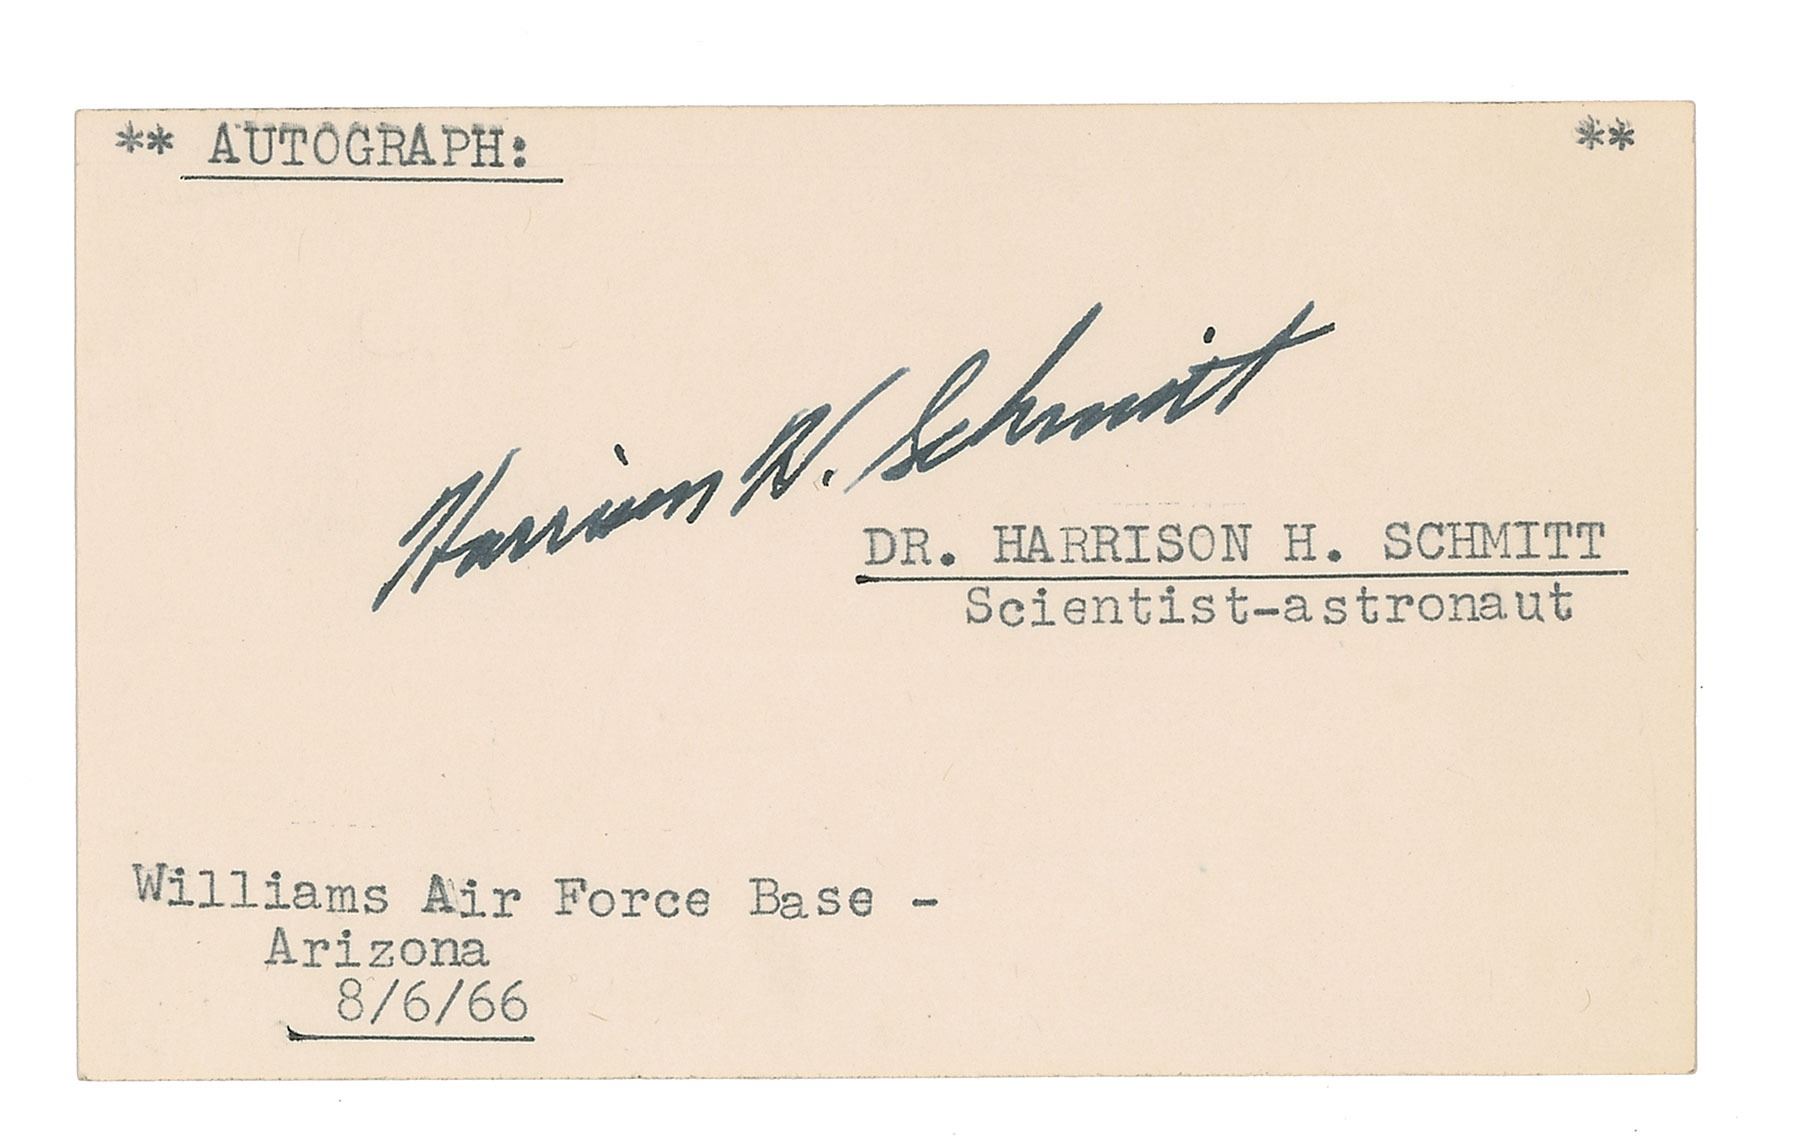 ** AUTOGRAPH: **
Harrison H. Schmitt
DR. HARRISON H. SCHMITT
Scientist-astronaut
Williams Air Force Base -
Arizona
8/6/66